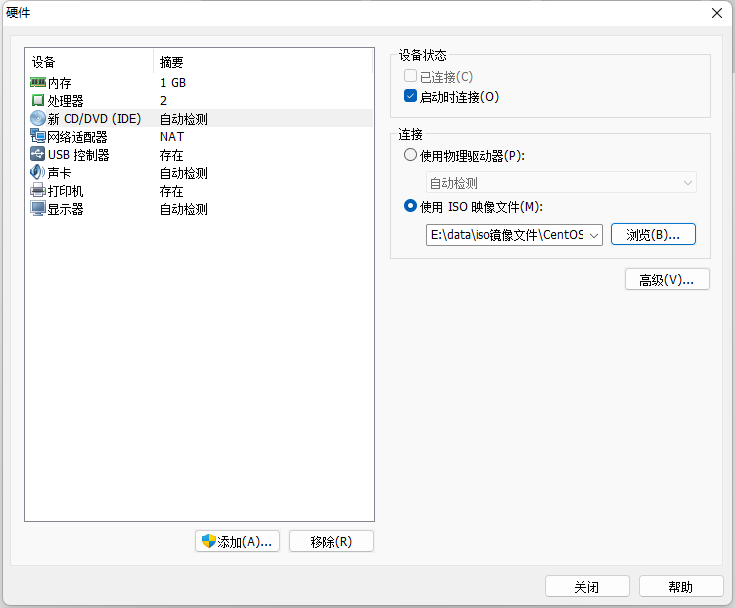 硬件
设备 摘要
内存 1 GB
处理器 2
新 CD/DVD (IDE) 自动检测
网络适配器 NAT
USB 控制器 存在
声卡 自动检测
打印机 存在
显示器 自动检测
添加(A)... 移除(R)
设备状态
已连接(C)
启动时连接(O)
连接
使用物理驱动器(P):
自动检测
使用 ISO 映像文件(M):
E:\data\iso镜像文件\CentOS 浏览(B)...
高级(V)...
关闭 帮助